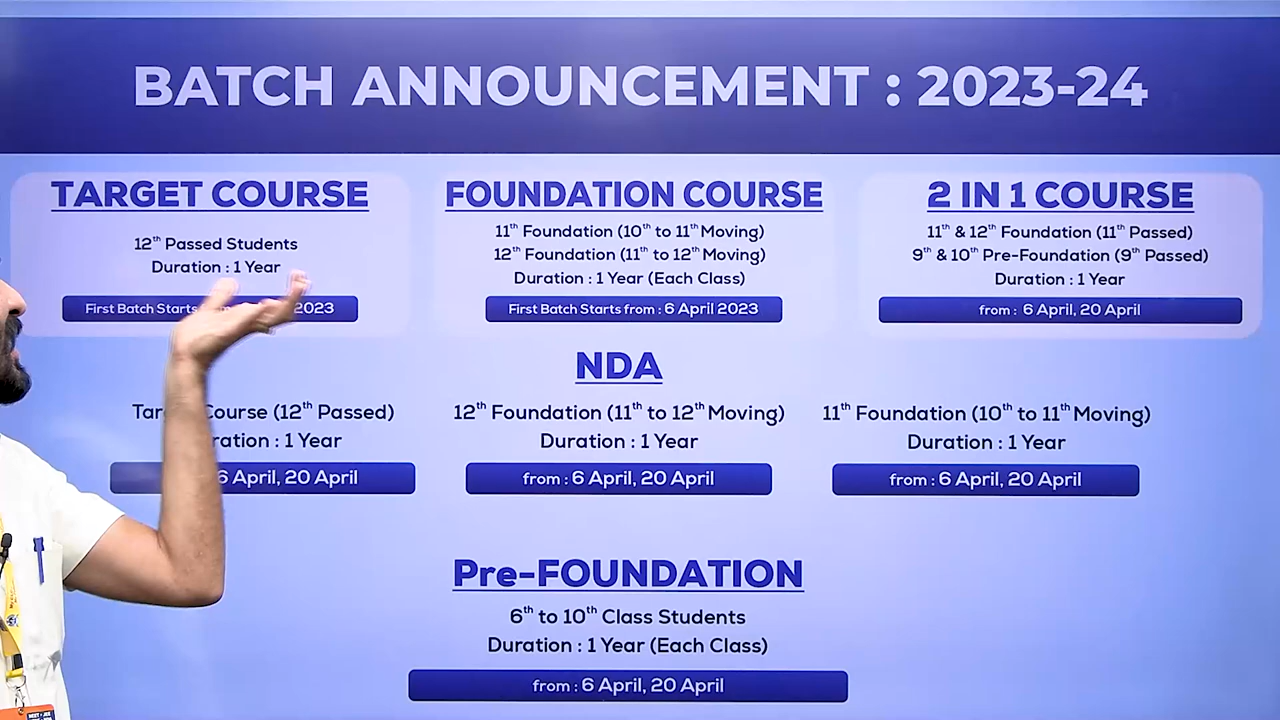 BATCH ANNOUNCEMENT : 2023-24
TARGET COURSE
12th Passed Students
Duration : 1 Year
First Batch Starts 2023
FOUNDATION COURSE
11th Foundation (10th to 11th Moving)
12th Foundation (11th to 12th Moving)
Duration : 1 Year (Each Class)
First Batch Starts from : 6 April 2023
2 IN 1 COURSE
11th & 12th Foundation (11th Passed)
9th & 10th Pre-Foundation (9th Passed)
Duration : 1 Year
from : 6 April, 20 April
NDA
Course (12th Passed)
: 1 Year
6 April, 20 April
12th Foundation (11th to 12th Moving)
Duration : 1 Year
from : 6 April, 20 April
11th Foundation (10th to 11th Moving)
Duration : 1 Year
from : 6 April, 20 April
Pre-FOUNDATION
6th to 10th Class Students
Duration : 1 Year (Each Class)
from : 6 April, 20 April